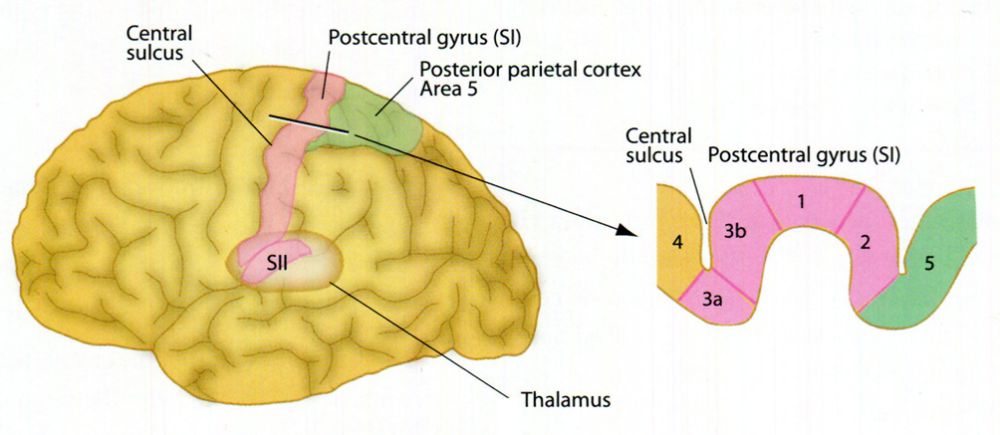 Central
sulcus
Postcentral gyrus (SI)
Posterior parietal cortex
Area 5
SII
Thalamus
Central
sulcus
Postcentral gyrus (SI)
4
3a
3b
1
2
5